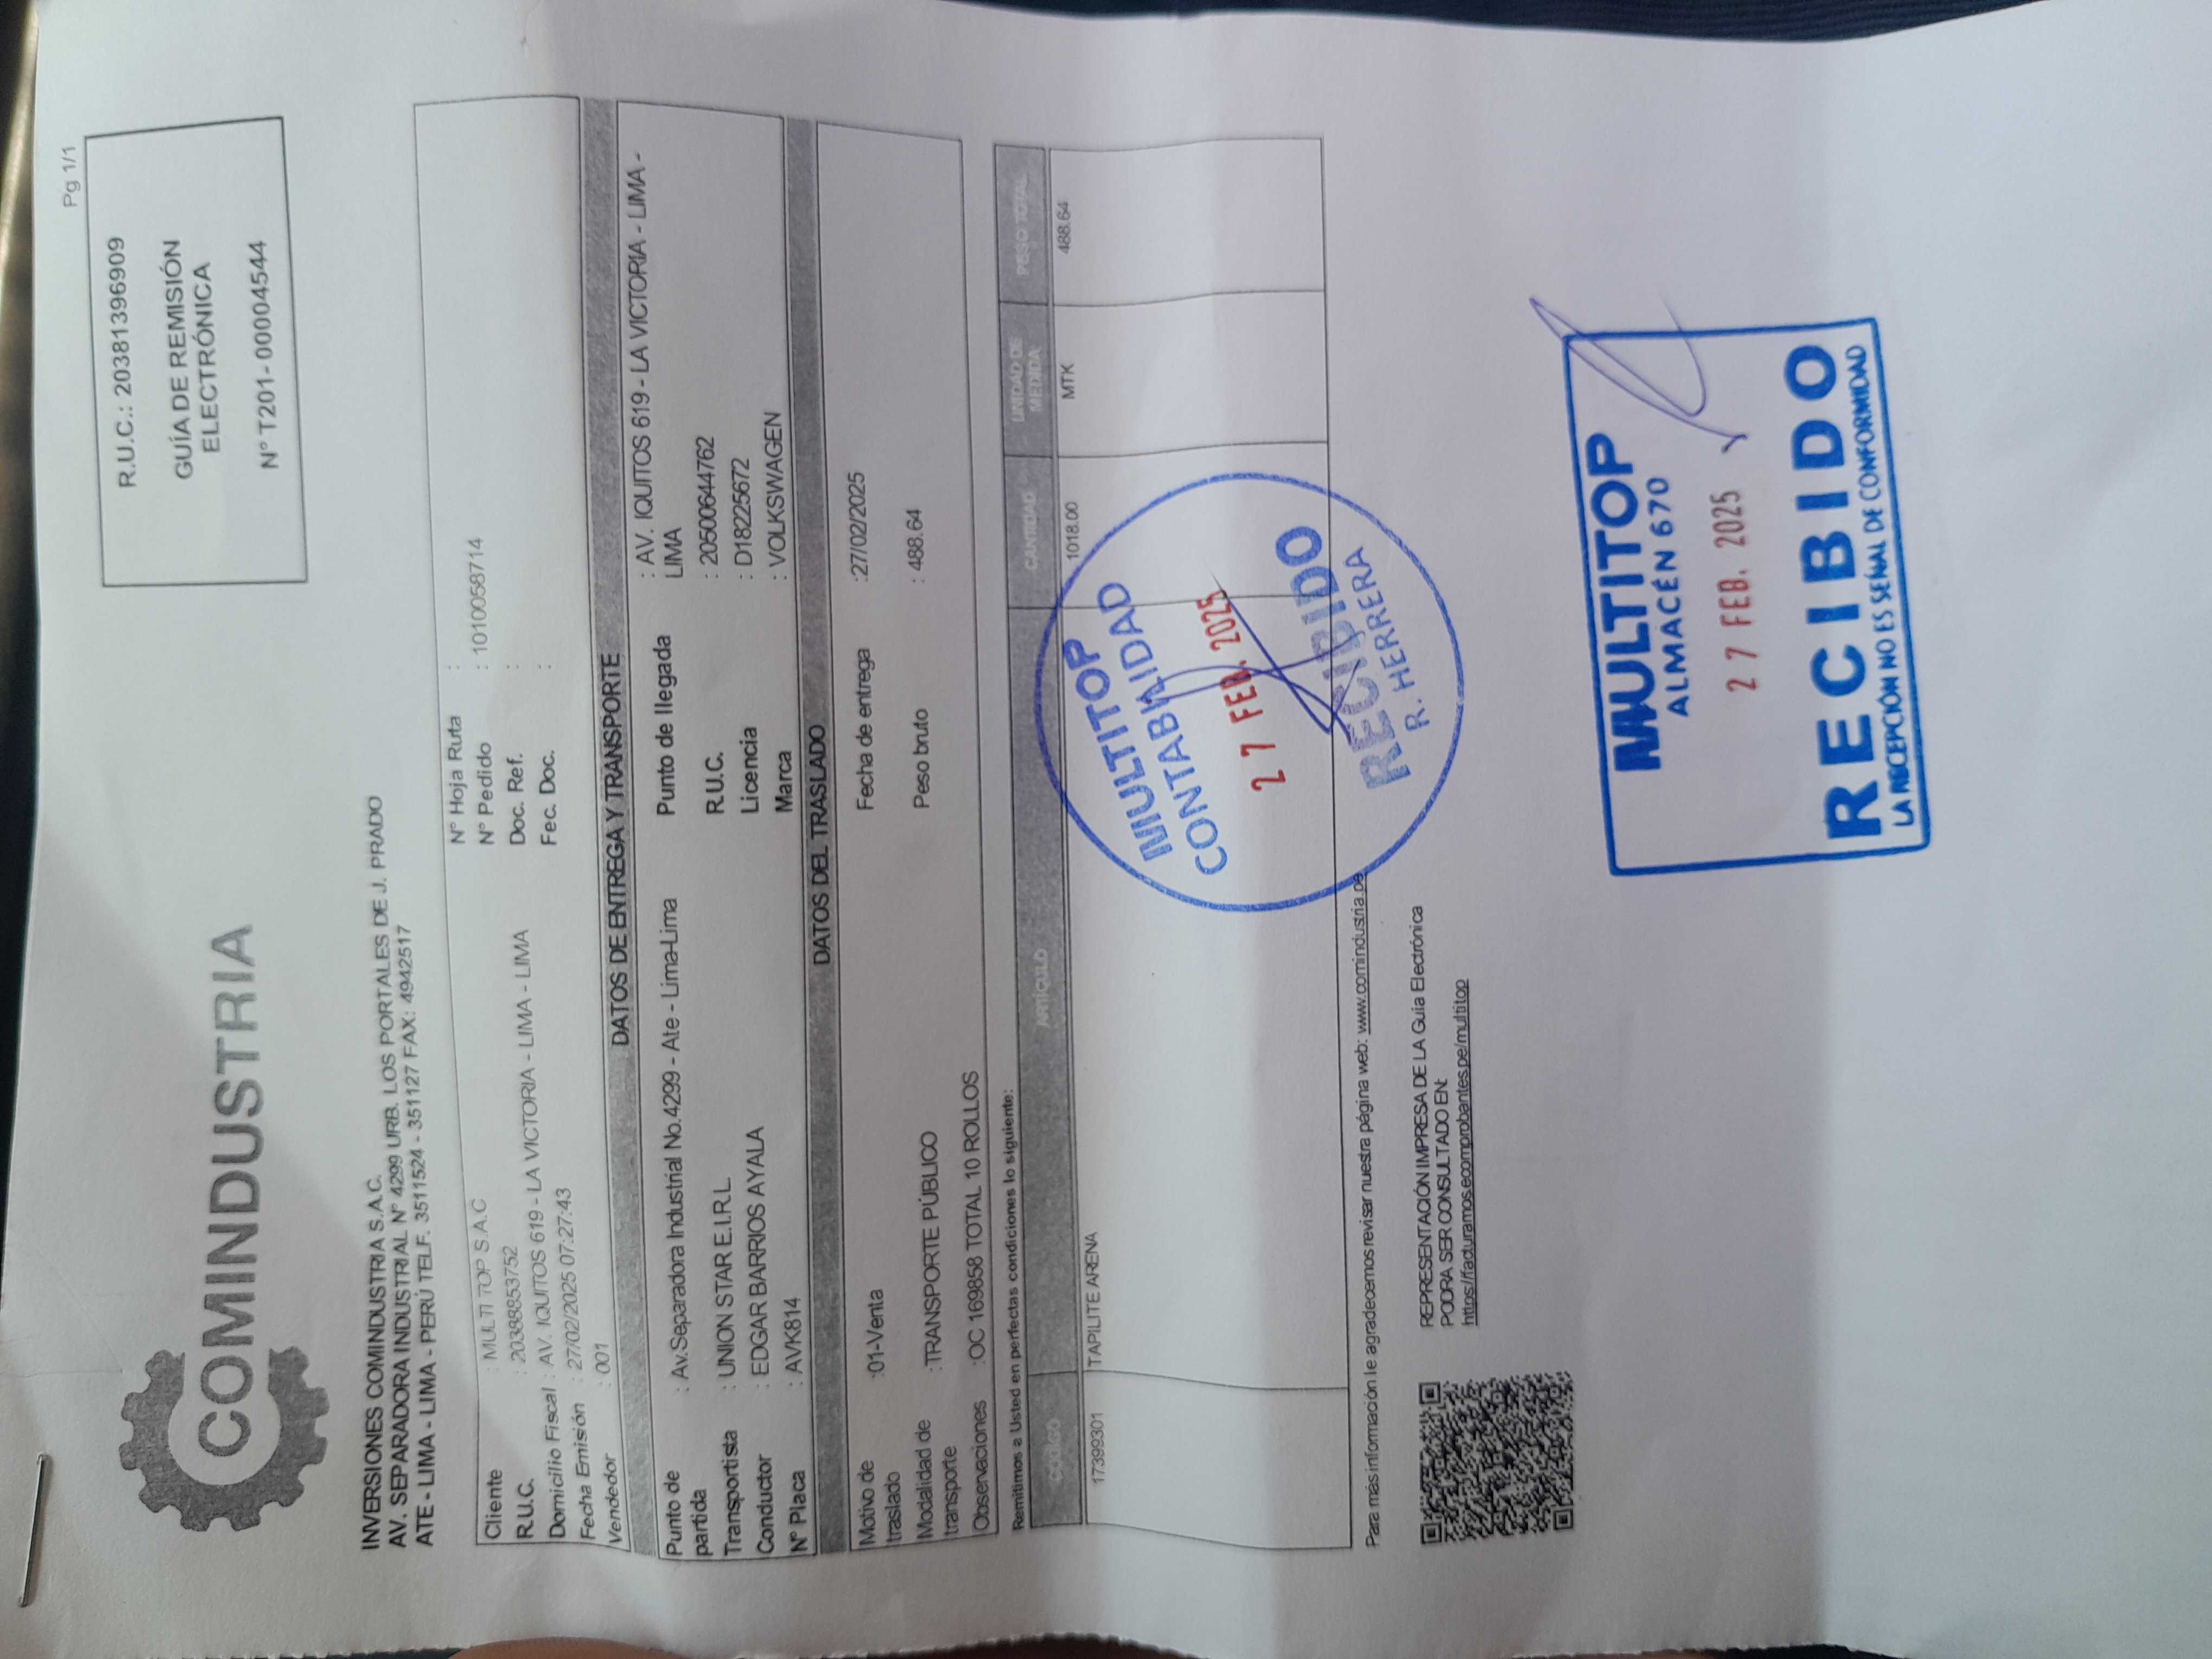 Pg 1/1
COMINDUSTRIA
R.U.C.: 20381396909
GUÍA DE REMISIÓN
ELECTRÓNICA
N° T201- 00004544
INVERSIONES COMINDUSTRIA S.A.C.
AV. SEPARADORA INDUSTRIAL N° 4299 URB. LOS PORTALES DE J. PRADO
ATE - LIMA - LIMA - PERÚ TELF. 3511524 - 351127 FAX: 4942517
Cliente : MULTI TOP S.A.C N° Hoja Ruta :
R.U.C. : 20388853752 N° Pedido : 1010058714
Domicilio Fiscal : AV. IQUITOS 619 - LA VICTORIA - LIMA - LIMA Doc. Ref. :
Fecha Emisión : 27/02/2025 07:27:43 Fec. Doc. :
Vendedor : 001
DATOS DE ENTREGA Y TRANSPORTE
Punto de partida : Av.Separadora Industrial No.4299 - Ate - Lima-Lima Punto de llegada : AV. IQUITOS 619 - LA VICTORIA - LIMA - LIMA
Transportista : UNION STAR E.I.R.L. R.U.C. : 20500644762
Conductor : EDGAR BARRIOS AYALA Licencia : D18225672
N° Placa : AVK814 Marca : VOLKSWAGEN
DATOS DEL TRASLADO
Motivo de traslado :01-Venta Fecha de entrega :27/02/2025
Modalidad de transporte :TRANSPORTE PÚBLICO Peso bruto : 488.64
Observaciones :OC 169858 TOTAL 10 ROLLOS
Remitimos a Usted en perfectas condiciones lo siguiente:
CÓDIGO ARTÍCULO CANTIDAD UNIDAD DE MEDIDA PESO TOTAL
17399301 TAPILITE ARENA 1018.00 MTK 488.64
MULTITOP
CONTABILIDAD
27 FEB. 2025
RECIBIDO
R. HERRERA
Para más información le agradecemos revisar nuestra página web: www.comindustria.pe
REPRESENTACIÓN IMPRESA DE LA Guía Electrónica
PODRA SER CONSULTADO EN:
https://facturamos.ecomprobantes.pe/multitop
MULTITOP
ALMACÉN 670
27 FEB. 2025
RECIBIDO
LA RECEPCIÓN NO ES SEÑAL DE CONFORMIDAD